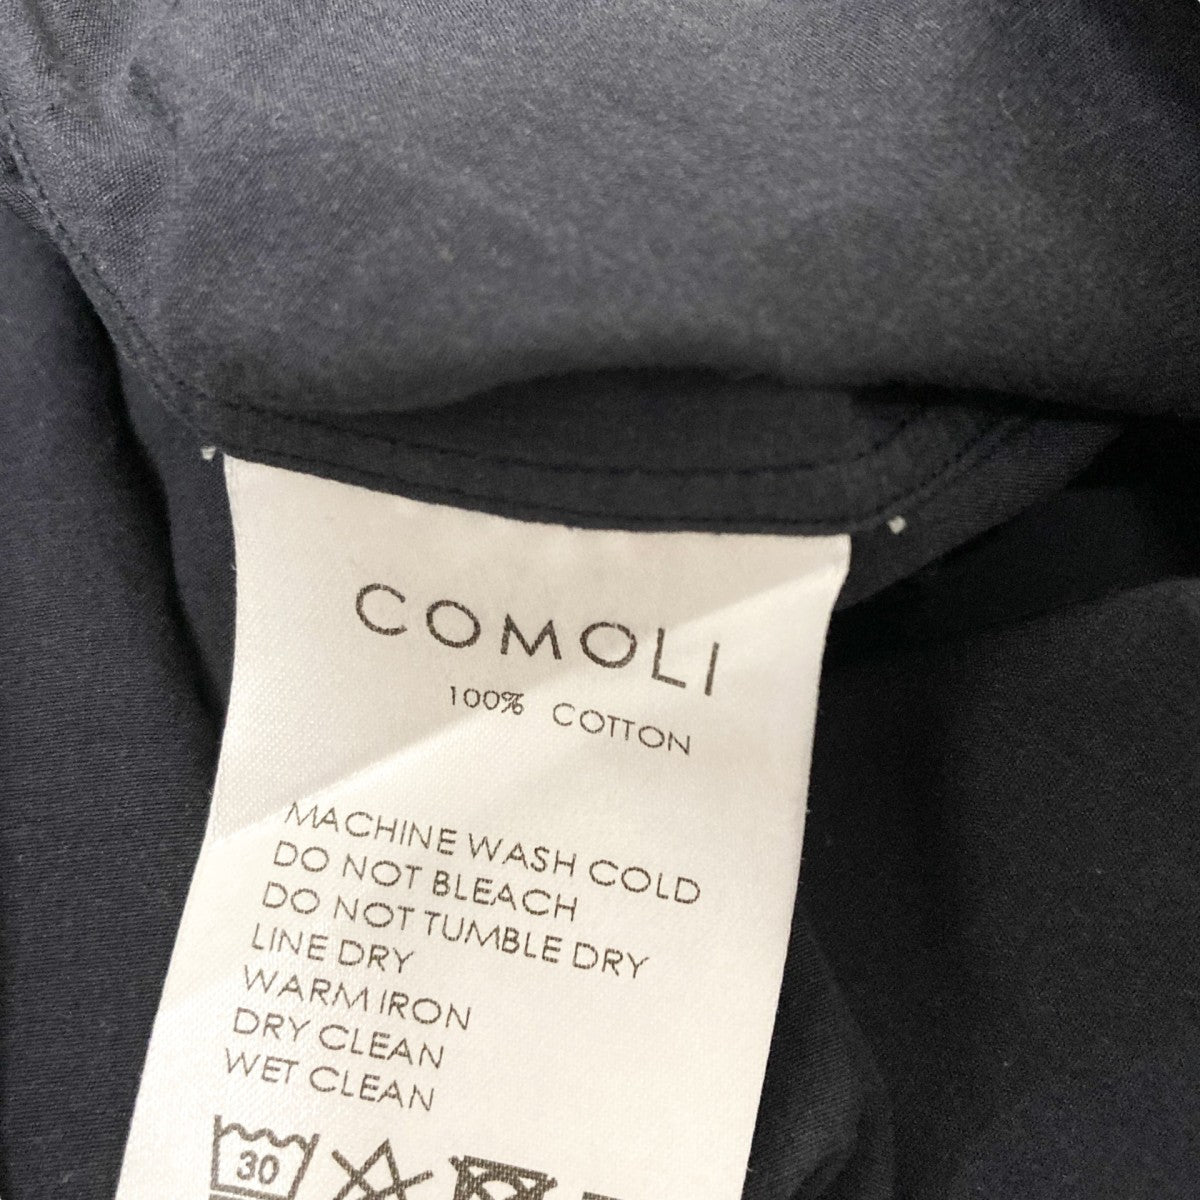 COMOLI
100% COTTON
MACHINE WASH COLD
DO NOT BLEACH
DO NOT TUMBLE DRY
LINE DRY
WARM IRON
DRY CLEAN
WET CLEAN
30